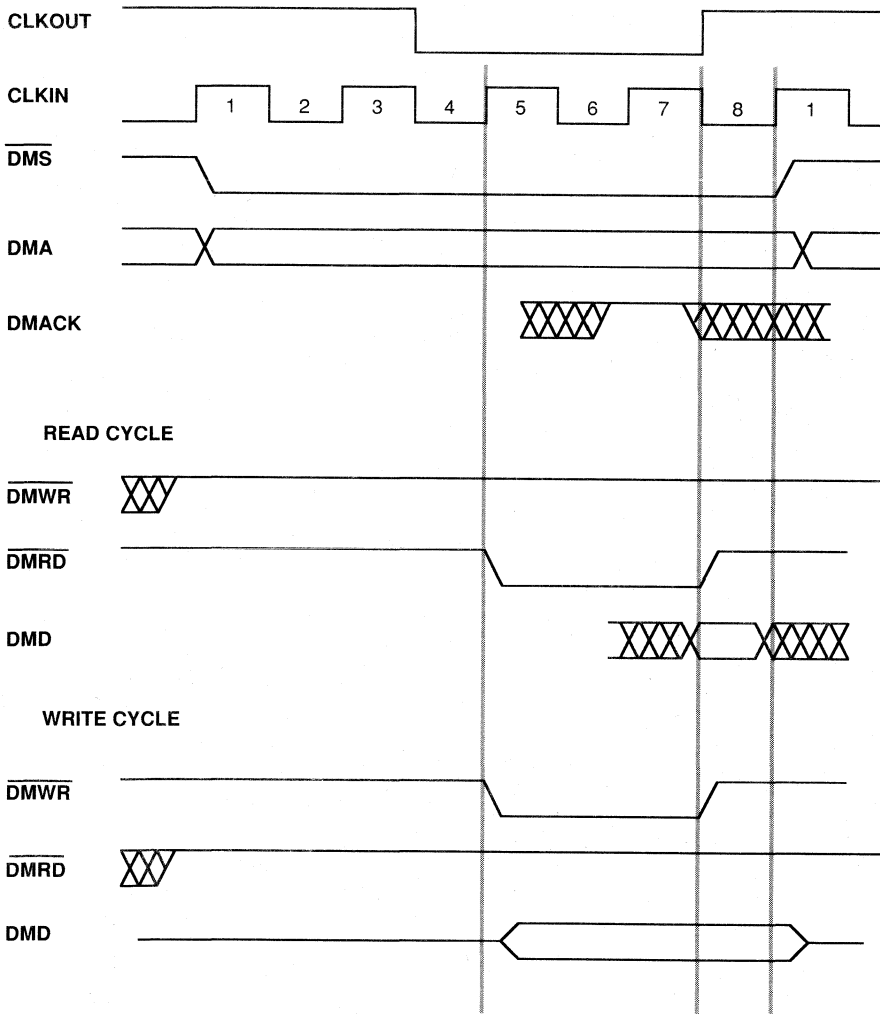 CLKOUT
CLKIN
1 2 3 4 5 6 7 8 1
DMS
DMA
DMACK
READ CYCLE
DMWR
DMRD
DMD
WRITE CYCLE
DMWR
DMRD
DMD